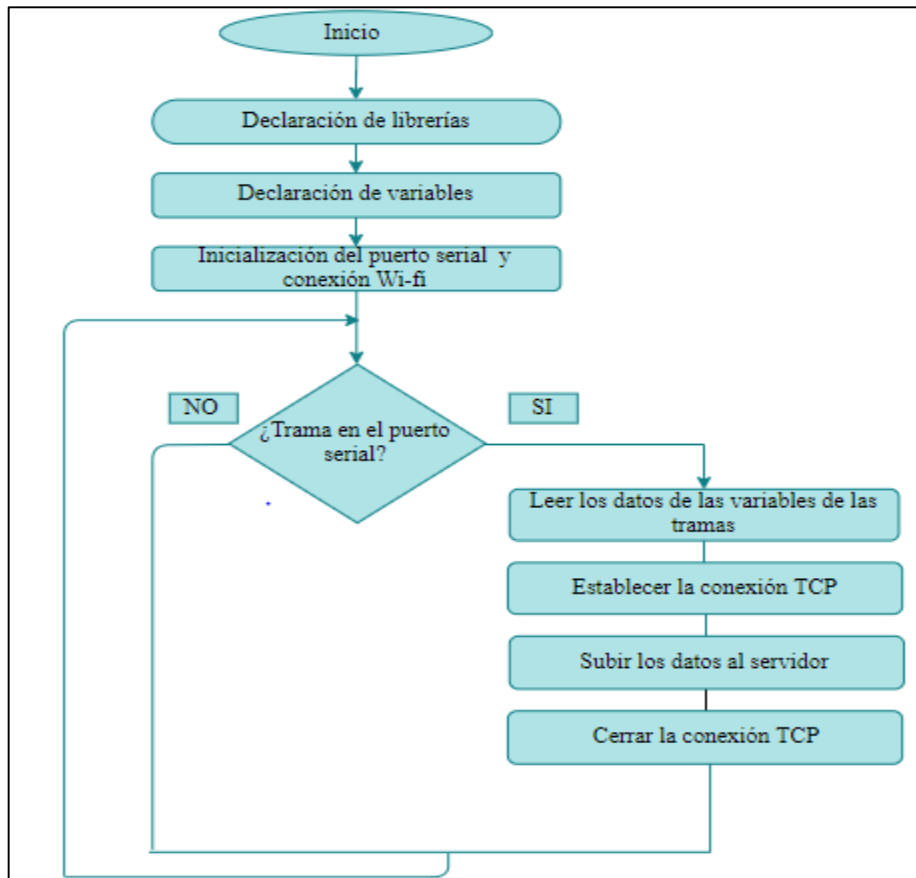 Inicio
Declaración de librerías
Declaración de variables
Inicialización del puerto serial y
conexión Wi-fi
NO
SI
¿Trama en el puerto
serial?
Leer los datos de las variables de las
tramas
Establecer la conexión TCP
Subir los datos al servidor
Cerrar la conexión TCP